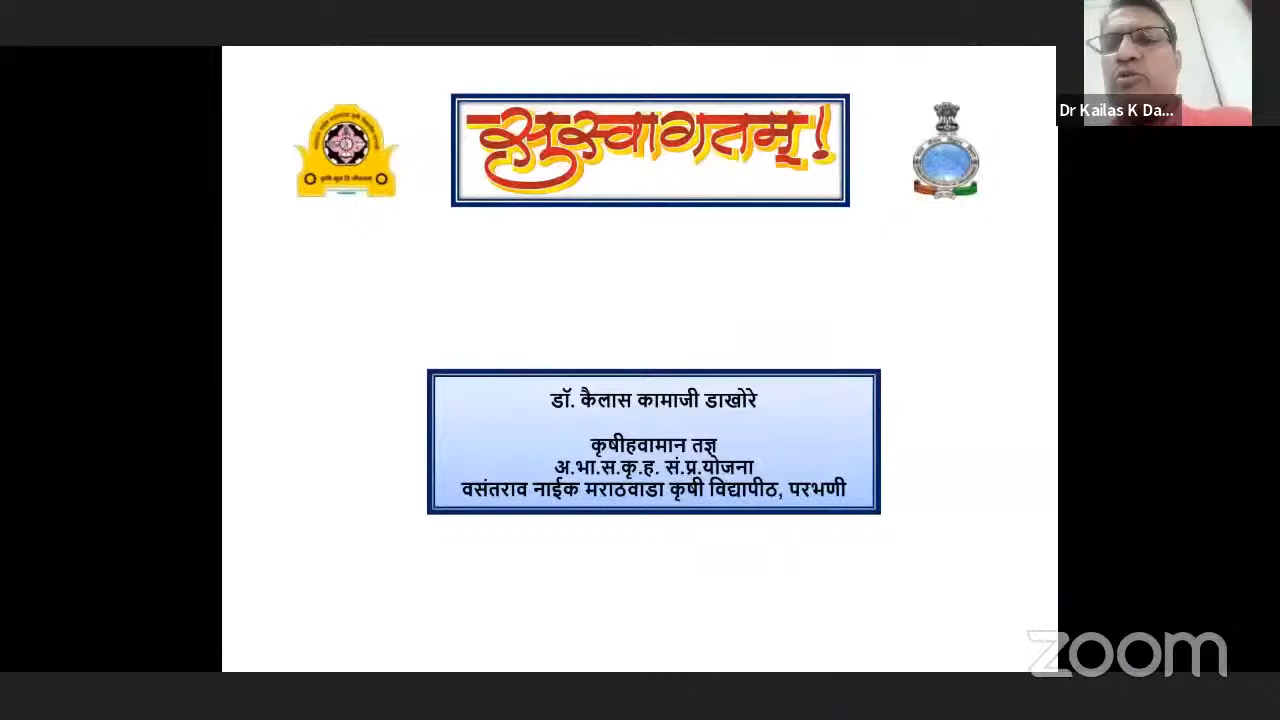 सुस्वागतम्!
Dr Kailas K Da...
डॉ. कैलास कामाजी डाखोरे
कृषीहवामान तज्ञ
अ.भा.स.कृ.ह. सं.प्र.योजना
वसंतराव नाईक मराठवाडा कृषी विद्यापीठ, परभणी
zoom